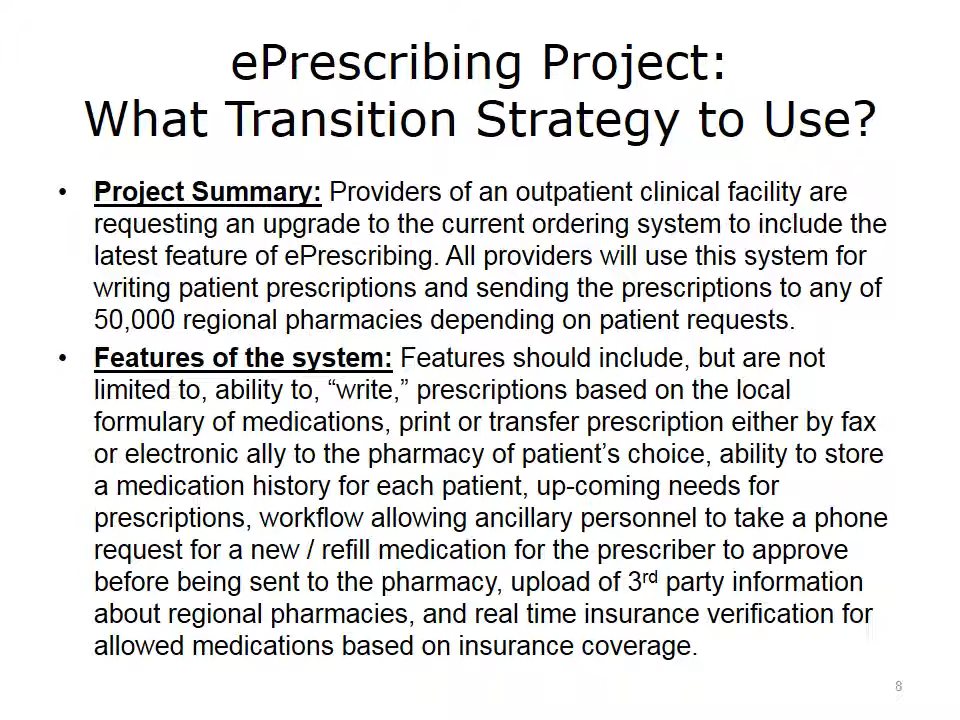 ePrescribing Project:
What Transition Strategy to Use?
• Project Summary: Providers of an outpatient clinical facility are
requesting an upgrade to the current ordering system to include the
latest feature of ePrescribing. All providers will use this system for
writing patient prescriptions and sending the prescriptions to any of
50,000 regional pharmacies depending on patient requests.
• Features of the system: Features should include, but are not
limited to, ability to, “write,” prescriptions based on the local
formulary of medications, print or transfer prescription either by fax
or electronic ally to the pharmacy of patient’s choice, ability to store
a medication history for each patient, up-coming needs for
prescriptions, workflow allowing ancillary personnel to take a phone
request for a new / refill medication for the prescriber to approve
before being sent to the pharmacy, upload of 3rd party information
about regional pharmacies, and real time insurance verification for
allowed medications based on insurance coverage.
8